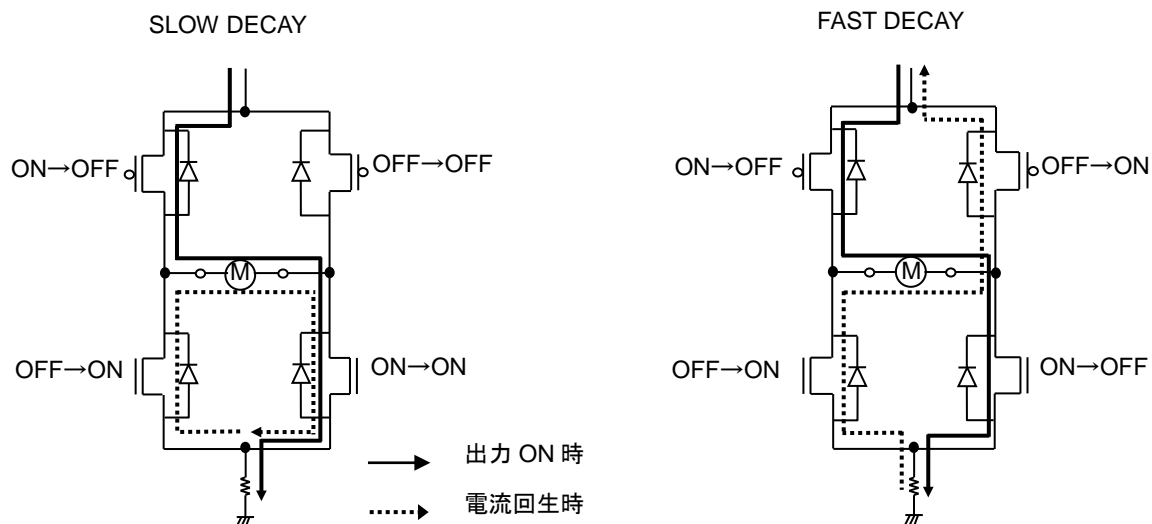 SLOW DECAY
ON→OFF
OFF→OFF
M
OFF→ON
ON→ON
出力 ON 時
電流回生時
FAST DECAY
ON→OFF
OFF→ON
M
OFF→ON
ON→OFF